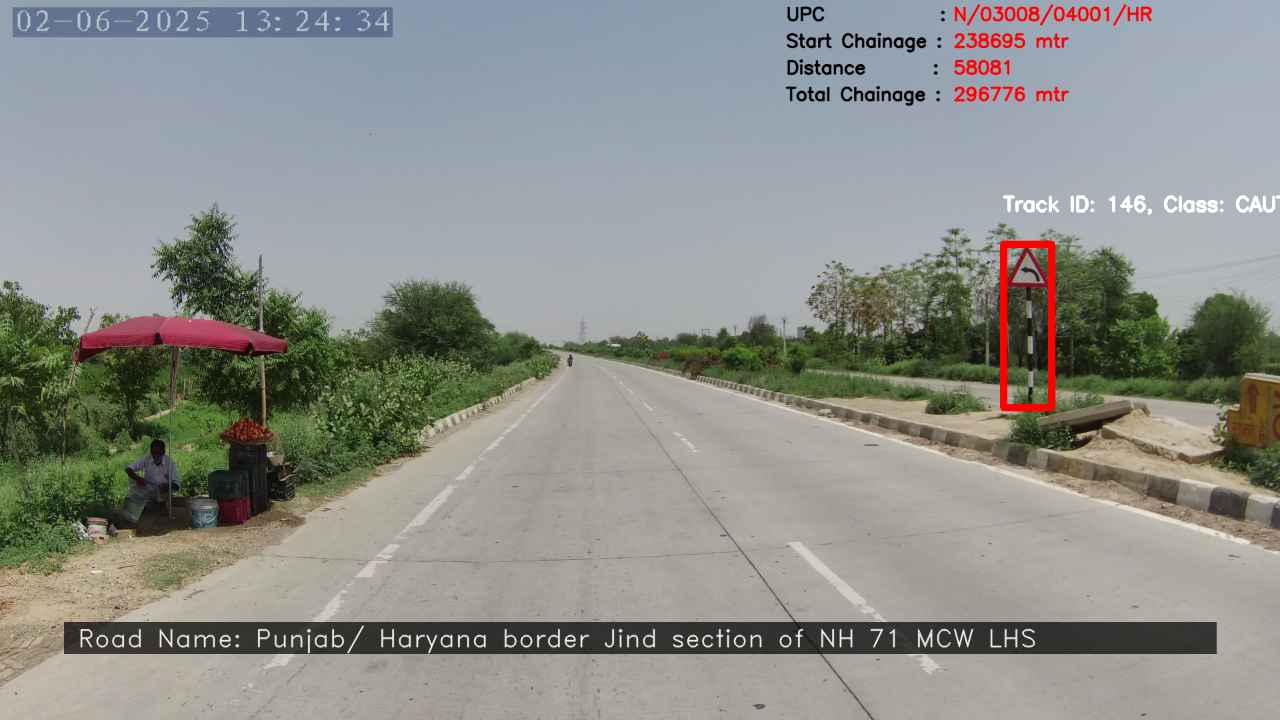 02-06-2025 13:24:34
UPC : N/03008/04001/HR
Start Chainage : 238695 mtr
Distance : 58081
Total Chainage : 296776 mtr
Track ID: 146, Class: CAUT
Road Name: Punjab/ Haryana border Jind section of NH 71 MCW LHS